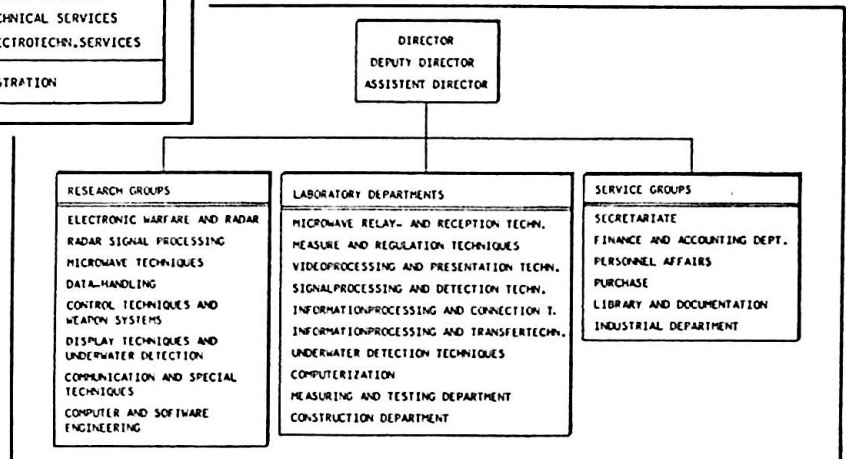 CHNICAL SERVICES
ECTROTECHN.SERVICES
STRATION
DIRECTOR
DEPUTY DIRECTOR
ASSISTENT DIRECTOR
RESEARCH GROUPS
ELECTRONIC WARFARE AND RADAR
RADAR SIGNAL PROCESSING
MICROWAVE TECHNIQUES
DATA-HANDLING
CONTROL TECHNIQUES AND
WEAPON SYSTEMS
DISPLAY TECHNIQUES AND
UNDERWATER DETECTION
COMMUNICATION AND SPECIAL
TECHNIQUES
COMPUTER AND SOFTWARE
ENGINEERING
LABORATORY DEPARTMENTS
MICROWAVE RELAY- AND RECEPTION TECHN.
MEASURE AND REGULATION TECHNIQUES
VIDEOPROCESSING AND PRESENTATION TECHN.
SIGNALPROCESSING AND DETECTION TECHN.
INFORMATIONPROCESSING AND CONNECTION T.
INFORMATIONPROCESSING AND TRANSFERTECHN.
UNDERWATER DETECTION TECHNIQUES
COMPUTERIZATION
MEASURING AND TESTING DEPARTMENT
CONSTRUCTION DEPARTMENT
SERVICE GROUPS
SECRETARIATE
FINANCE AND ACCOUNTING DEPT.
PERSONNEL AFFAIRS
PURCHASE
LIBRARY AND DOCUMENTATION
INDUSTRIAL DEPARTMENT